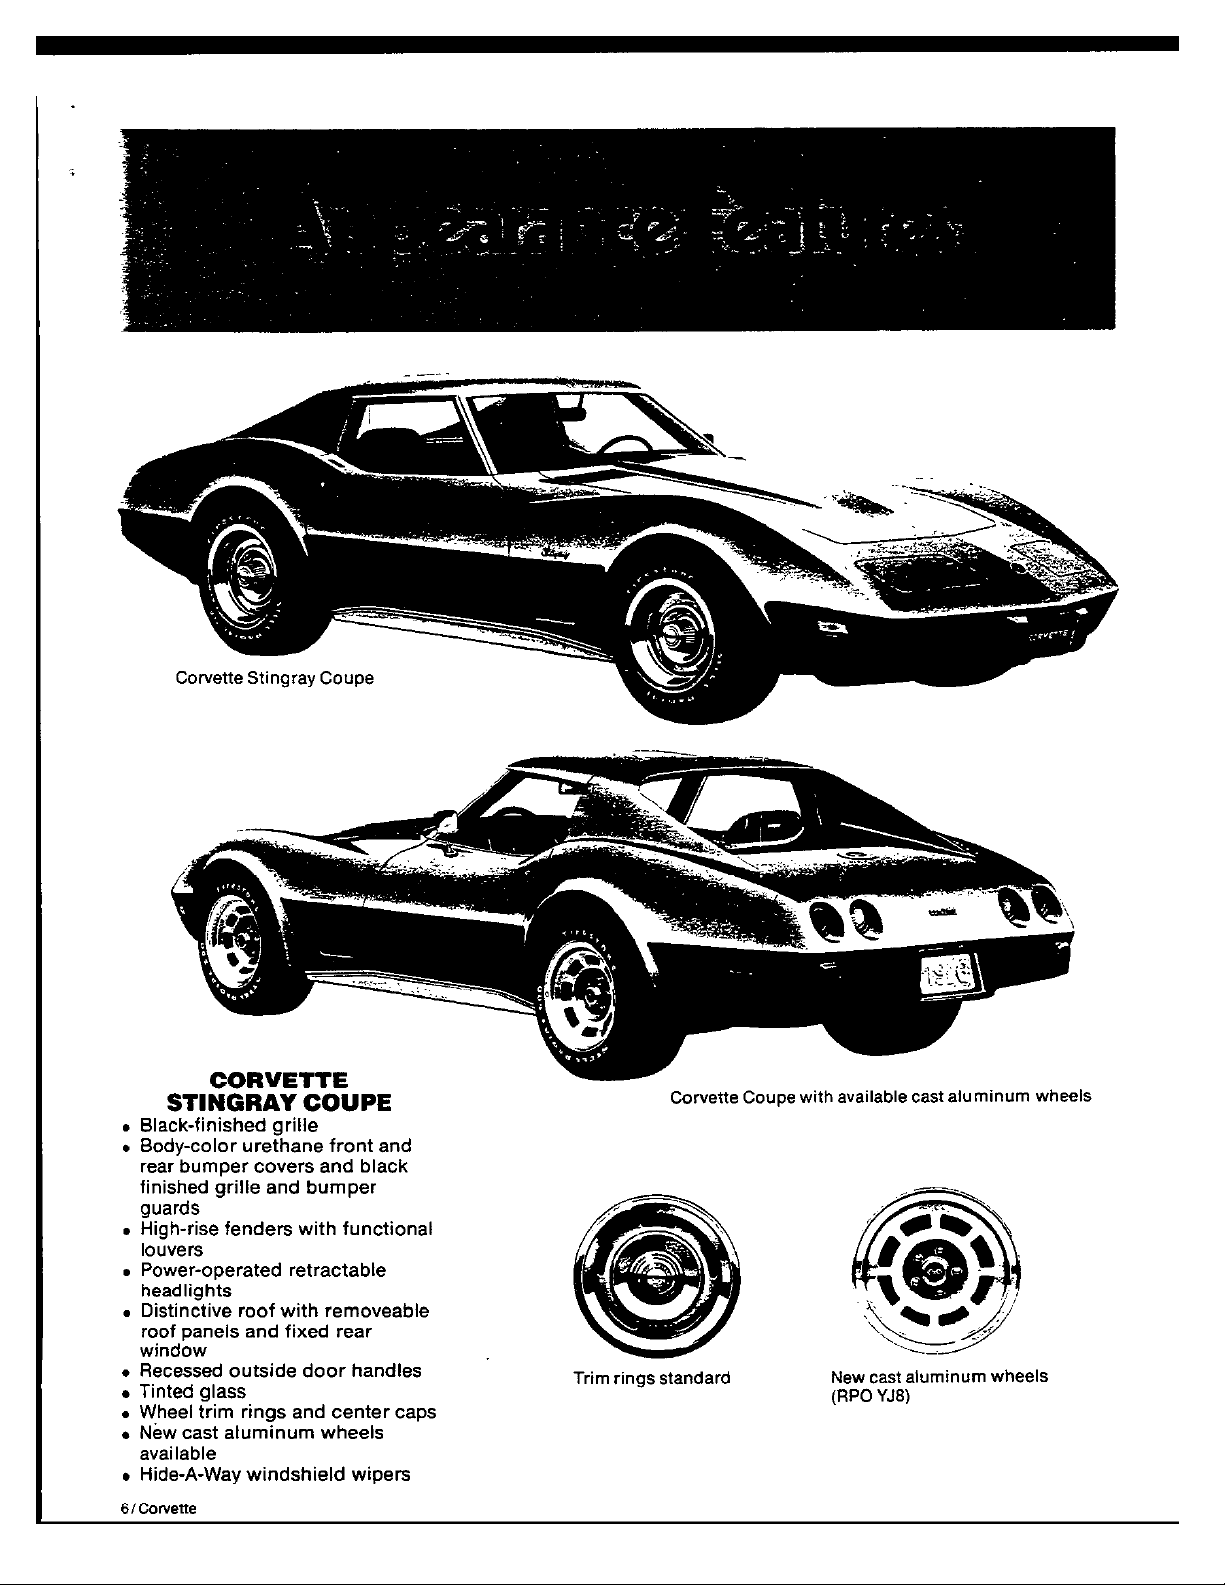 Appearance Features
Corvette Stingray Coupe
CORVETTE
1976
Corvette Coupe with available cast aluminum wheels
CORVETTE
STINGRAY COUPE
• Black-finished grille
• Body-color urethane front and
rear bumper covers and black
finished grille and bumper
guards
• High-rise fenders with functional
louvers
• Power-operated retractable
headlights
• Distinctive roof with removeable
roof panels and fixed rear
window
• Recessed outside door handles
• Tinted glass
• Wheel trim rings and center caps
• New cast aluminum wheels
available
• Hide-A-Way windshield wipers
Trim rings standard
New cast aluminum wheels
(RPO YJ8)
6/Corvette